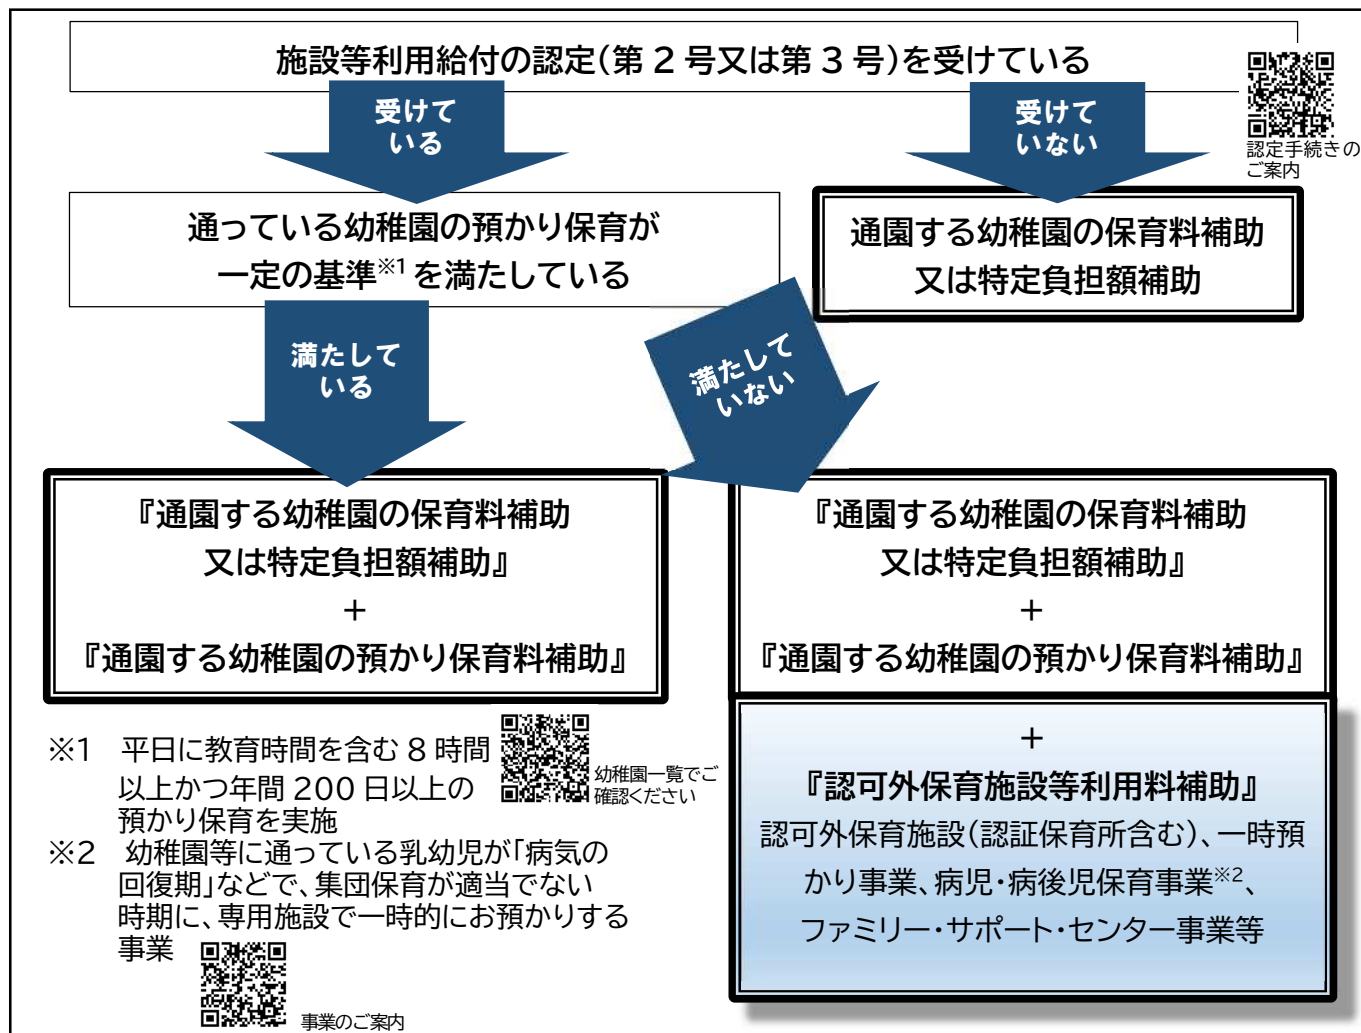 施設等利用給付の認定(第2号又は第3号)を受けている
認定手続きの
ご案内
受けて
いる
受けて
いない
通っている幼稚園の預かり保育が
一定の基準※1を満たしている
通園する幼稚園の保育料補助
又は特定負担額補助
満たして
いる
満たして
いない
『通園する幼稚園の保育料補助
又は特定負担額補助』
+
『通園する幼稚園の預かり保育料補助』
『通園する幼稚園の保育料補助
又は特定負担額補助』
+
『通園する幼稚園の預かり保育料補助』
+
『認可外保育施設等利用料補助』
認可外保育施設(認証保育所含む)、一時預
かり事業、病児・病後児保育事業※2、
ファミリー・サポート・センター事業等
※1 平日に教育時間を含む8時間
以上かつ年間200日以上の
預かり保育を実施
幼稚園一覧でご
確認ください
※2 幼稚園等に通っている乳幼児が「病気の
回復期」などで、集団保育が適当でない
時期に、専用施設で一時的にお預かりする
事業
事業のご案内